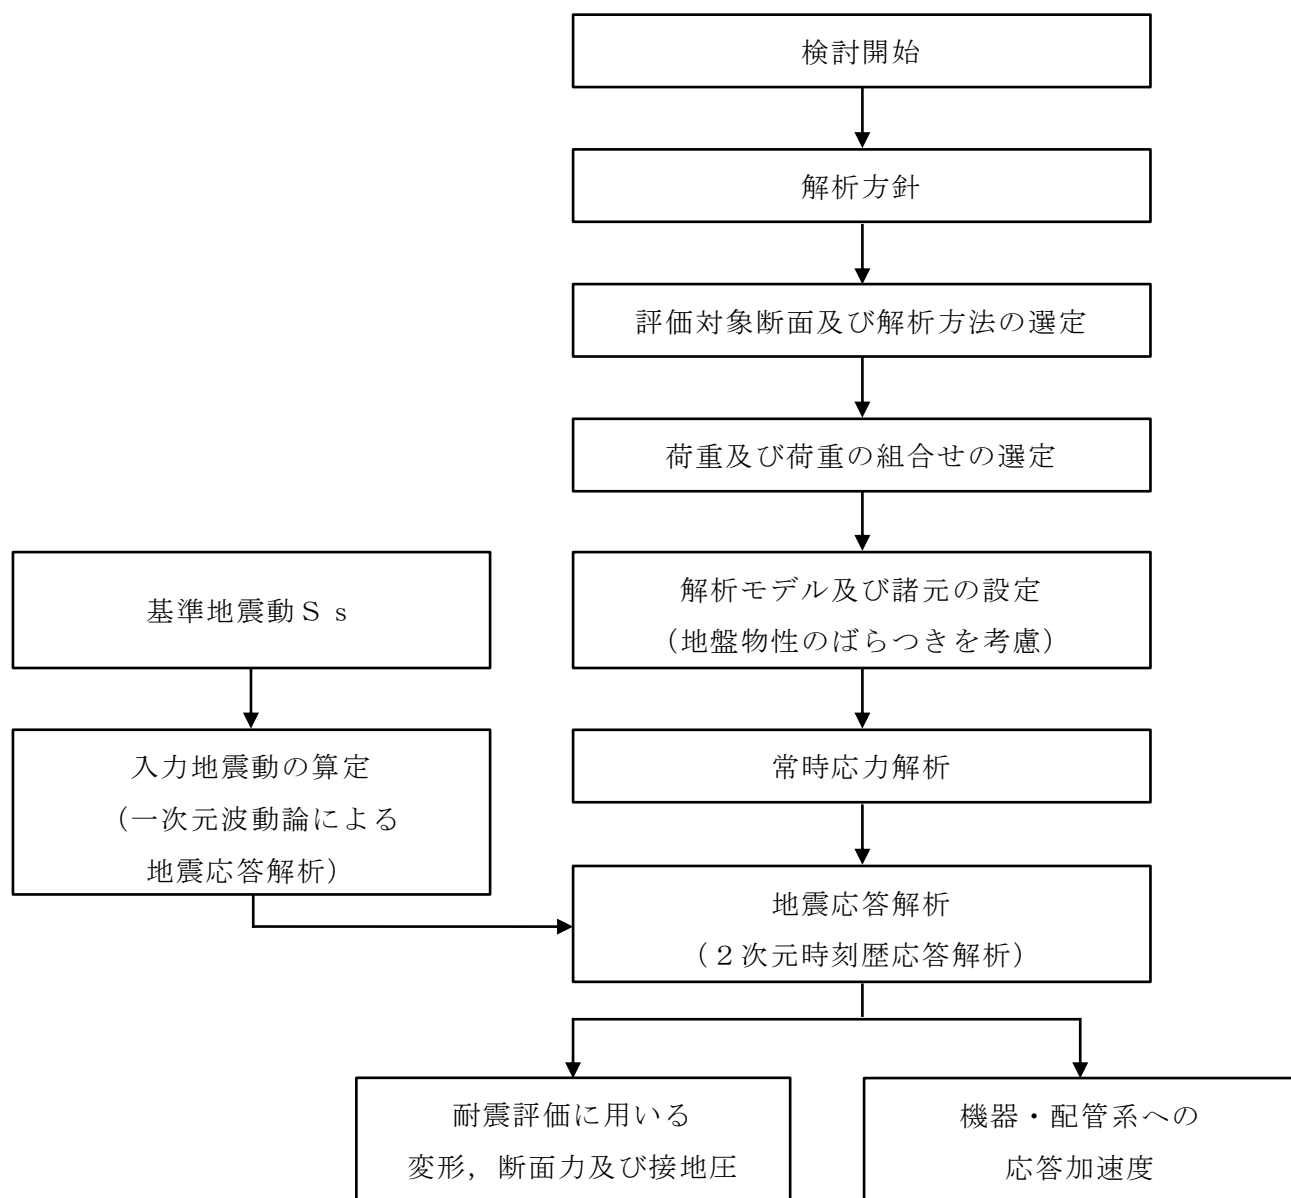 検討開始
解析方針
評価対象断面及び解析方法の選定
荷重及び荷重の組合せの選定
解析モデル及び諸元の設定
（地盤物性のばらつきを考慮）
基準地震動Ｓｓ
入力地震動の算定
（一次元波動論による
地震応答解析）
常時応力解析
地震応答解析
（２次元時刻歴応答解析）
耐震評価に用いる
変形，断面力及び接地圧
機器・配管系への
応答加速度